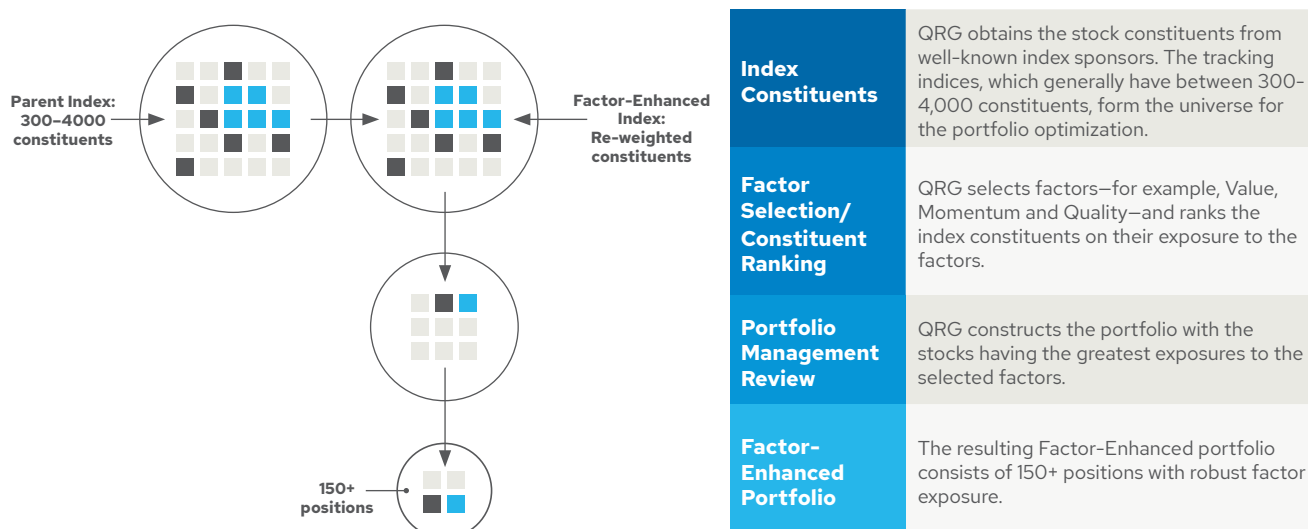 Parent Index:
300–4000
constituents
Factor-Enhanced
Index:
Re-weighted
constituents
150+
positions
Index
Constituents
QRG obtains the stock constituents from
well-known index sponsors. The tracking
indices, which generally have between 300-
4,000 constituents, form the universe for
the portfolio optimization.
Factor
Selection/
Constituent
Ranking
QRG selects factors—for example, Value,
Momentum and Quality—and ranks the
index constituents on their exposure to the
factors.
Portfolio
Management
Review
QRG constructs the portfolio with the
stocks having the greatest exposures to the
selected factors.
Factor-
Enhanced
Portfolio
The resulting Factor-Enhanced portfolio
consists of 150+ positions with robust factor
exposure.